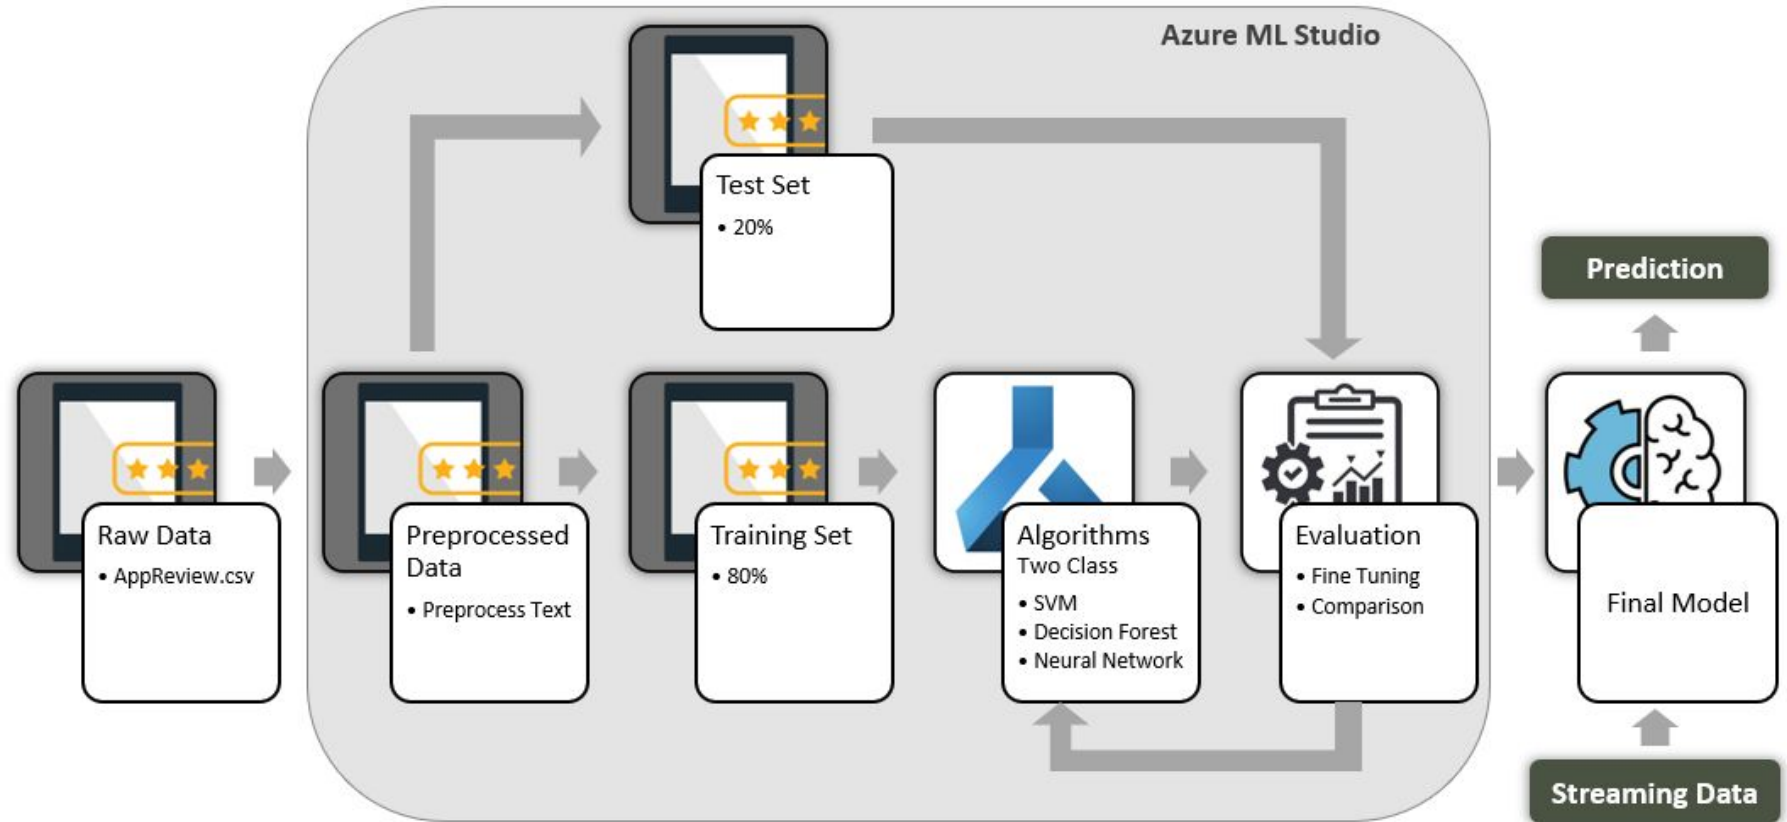 Azure ML Studio
Test Set
• 20%
Prediction
Raw Data
• AppReview.csv
Preprocessed
Data
• Preprocess Text
Training Set
• 80%
Algorithms
Two Class
• SVM
• Decision Forest
• Neural Network
Evaluation
• Fine Tuning
• Comparison
Final Model
Streaming Data